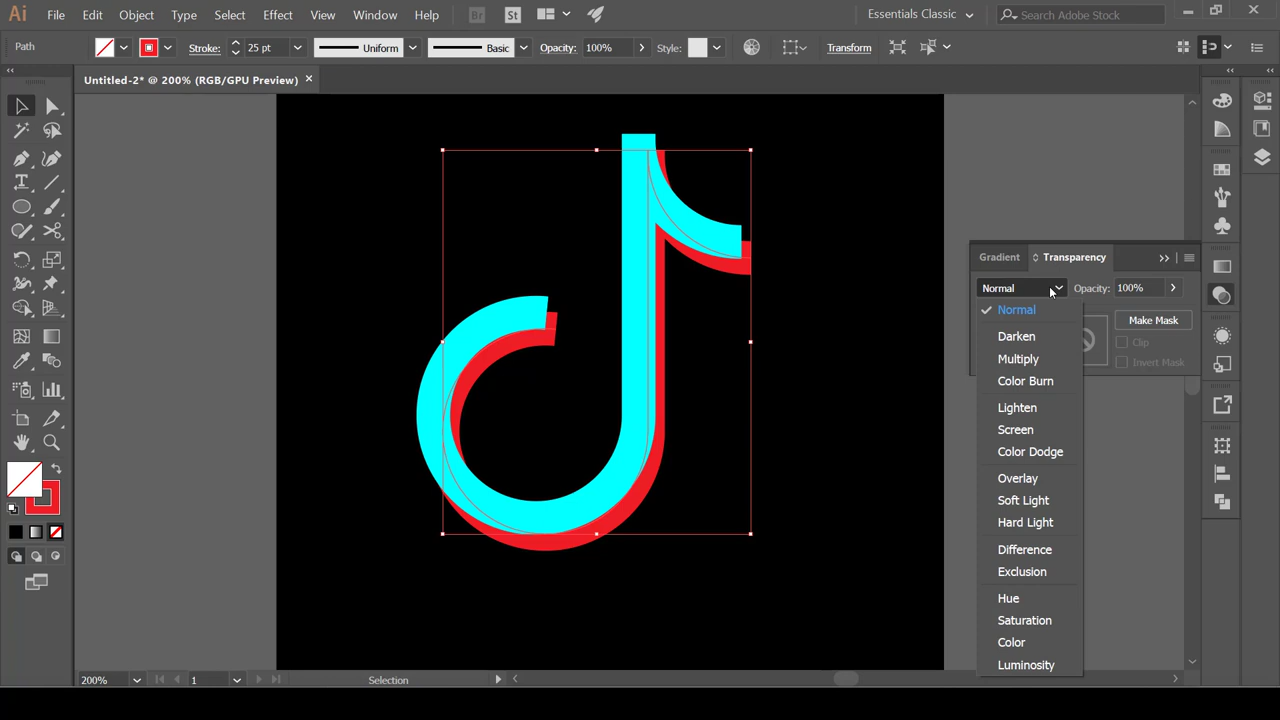 Ai File Edit Object Type Select Effect View Window Help Br St Essentials Classic Search Adobe Stock
Path Stroke: 25 pt Uniform Basic Opacity: 100% Style: Transform
Untitled-2* @ 200% (RGB/GPU Preview) ×
Gradient Transparency
Normal Opacity: 100%
Normal
Make Mask
Darken
Clip
Multiply
Invert Mask
Color Burn
Lighten
Screen
Color Dodge
Overlay
Soft Light
Hard Light
Difference
Exclusion
Hue
Saturation
Color
Luminosity
200% 1 Selection